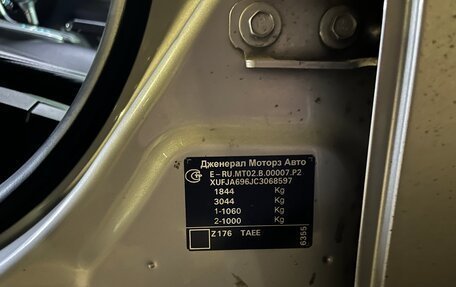 Дженерал Моторз Авто
E-RU.MT02.B.00007.P2
XUFJA696JC3068597
1844 Kg
3044 Kg
1-1060 Kg
2-1000 Kg
Z176 TAEE
6355